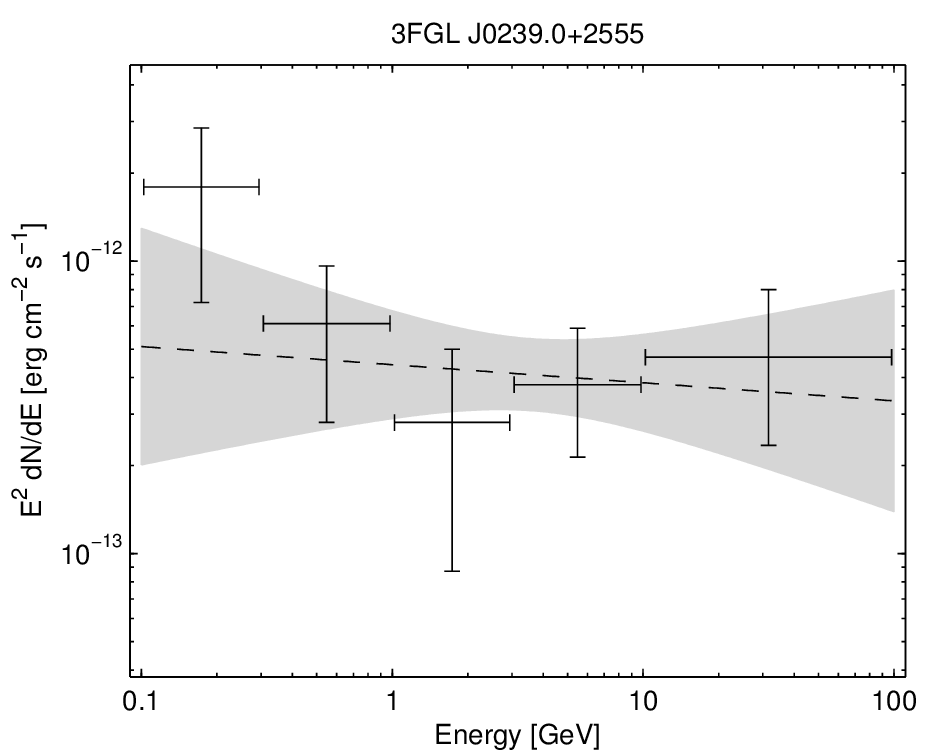 3FGL J0239.0+2555
E² dN/dE [erg cm⁻² s⁻¹]
10⁻¹²
10⁻¹³
0.1 1 10 100
Energy [GeV]